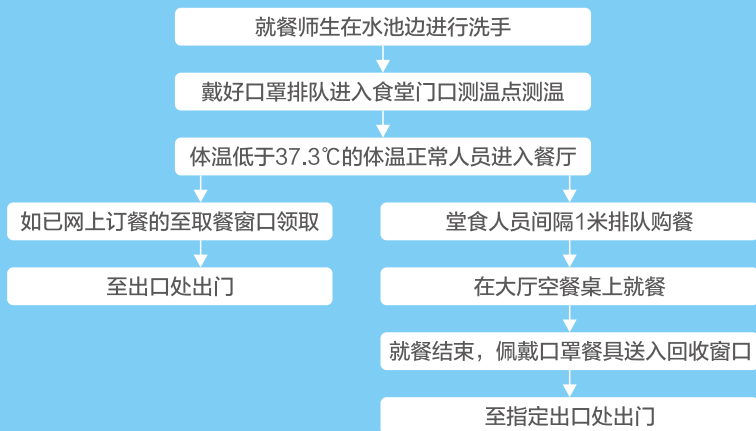 就餐师生在水池边进行洗手
戴好口罩排队进入食堂门口测温点测温
体温低于37.3℃的体温正常人员进入餐厅
如已网上订餐的至取餐窗口领取
至出口处出门
堂食人员间隔1米排队购餐
在大厅空餐桌上就餐
就餐结束，佩戴口罩餐具送入回收窗口
至指定出口处出门